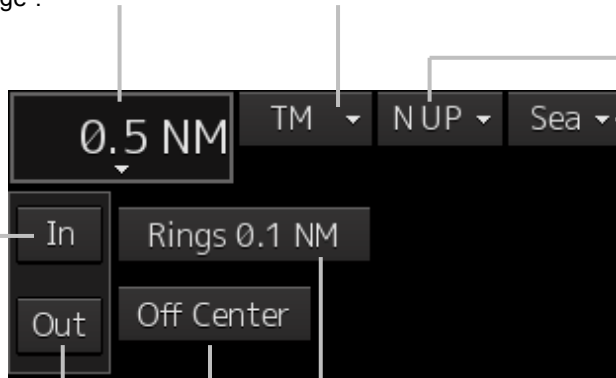 ge".
0.5 NM
TM
N UP
Sea
In
Rings 0.1 NM
Out
Off Center